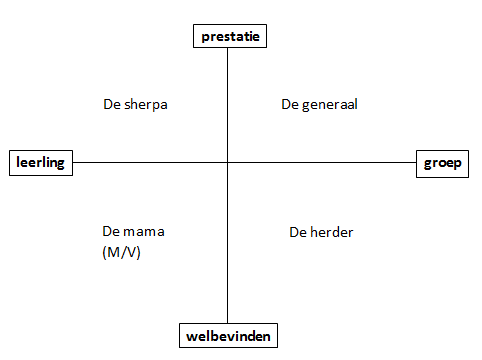 prestatie
De sherpa
De generaal
leerling
groep
De mama
(M/V)
De herder
welbevinden